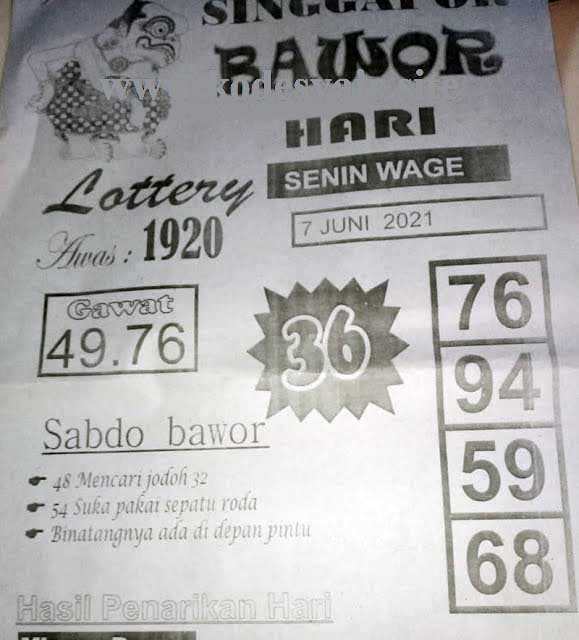 SINGGAPUR
BAWOR
HARI
Lottery
SENIN WAGE
7 JUNI 2021
Awas : 1920
Gawat
49.76
36
76
94
59
68
Sabdo bawor
48 Mencari jodoh 32
54 Suka pakai sepatu roda
Binatangnya ada di depan pintu
Hasil Penarikan Hari